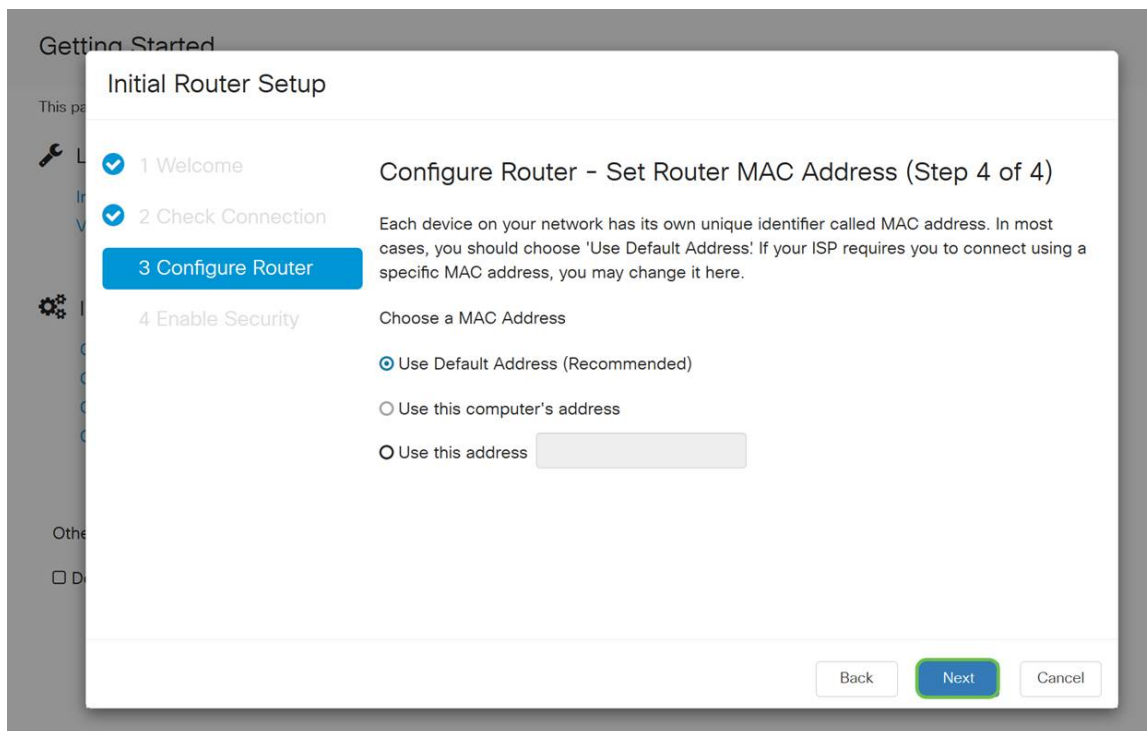 Getting Started
Initial Router Setup
This pa
1 Welcome
2 Check Connection
3 Configure Router
4 Enable Security
Configure Router - Set Router MAC Address (Step 4 of 4)
Each device on your network has its own unique identifier called MAC address. In most
cases, you should choose 'Use Default Address.' If your ISP requires you to connect using a
specific MAC address, you may change it here.
Choose a MAC Address
Use Default Address (Recommended)
Use this computer's address
Use this address
Othe
Back
Next
Cancel